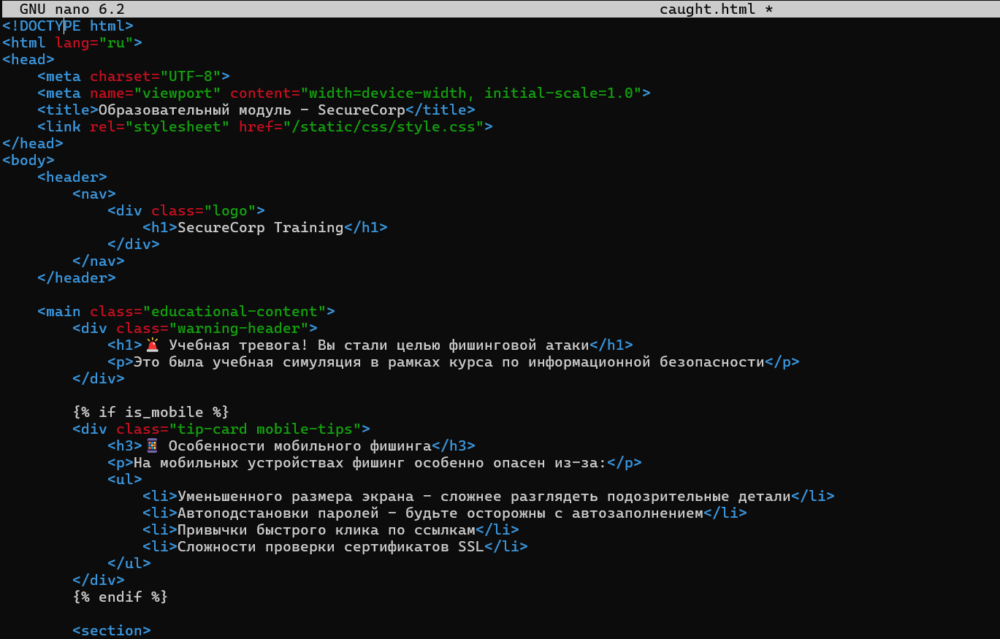 GNU nano 6.2 caught.html *
<!DOCTYPE html>
<html lang="ru">
<head>
    <meta charset="UTF-8">
    <meta name="viewport" content="width=device-width, initial-scale=1.0">
    <title>Образовательный модуль - SecureCorp</title>
    <link rel="stylesheet" href="/static/css/style.css">
</head>
<body>
    <header>
        <nav>
            <div class="logo">
                <h1>SecureCorp Training</h1>
            </div>
        </nav>
    </header>

    <main class="educational-content">
        <div class="warning-header">
            <h1>🚨 Учебная тревога! Вы стали целью фишинговой атаки</h1>
            <p>Это была учебная симуляция в рамках курса по информационной безопасности</p>
        </div>

        {% if is_mobile %}
        <div class="tip-card mobile-tips">
            <h3>📱 Особенности мобильного фишинга</h3>
            <p>На мобильных устройствах фишинг особенно опасен из-за:</p>
            <ul>
                <li>Уменьшенного размера экрана - сложнее разглядеть подозрительные детали</li>
                <li>Автоподстановки паролей - будьте осторожны с автозаполнением</li>
                <li>Привычки быстрого клика по ссылкам</li>
                <li>Сложности проверки сертификатов SSL</li>
            </ul>
        </div>
        {% endif %}

        <section>